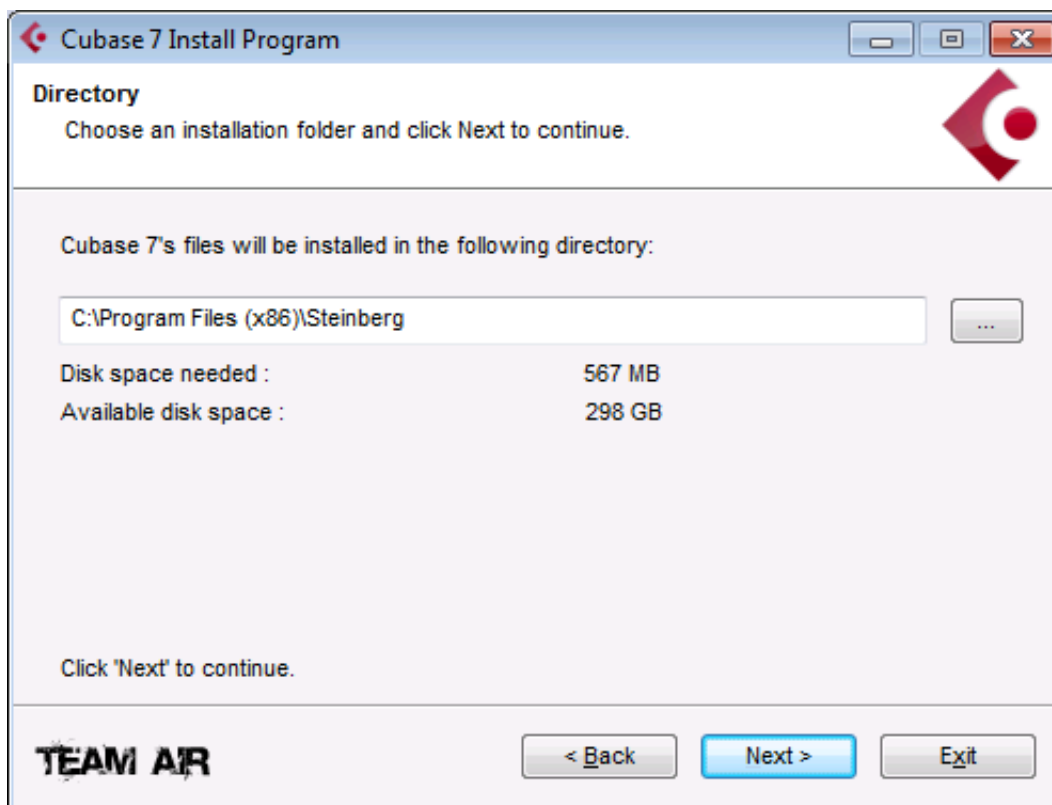 Cubase 7 Install Program
Directory
Choose an installation folder and click Next to continue.
Cubase 7's files will be installed in the following directory:
C:\Program Files (x86)\Steinberg
...
Disk space needed : 567 MB
Available disk space : 298 GB
Click 'Next' to continue.
TEAM AIR
< Back
Next >
Exit